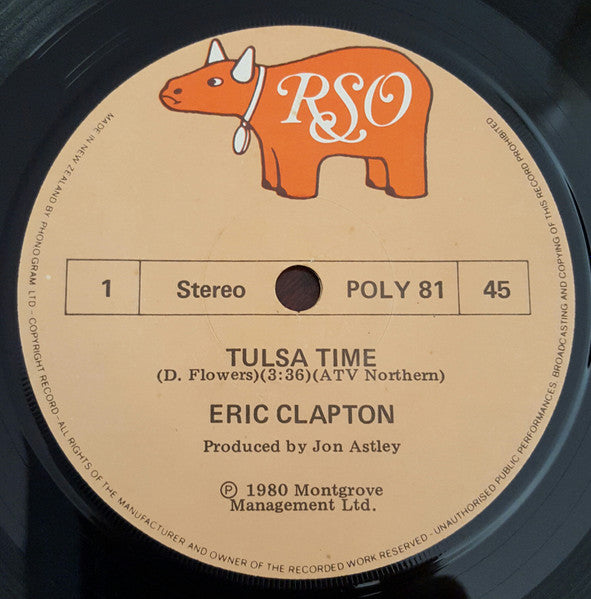 RSO
1 Stereo POLY 81 45
TULSA TIME
(D. Flowers)(3:36)(ATV Northern)
ERIC CLAPTON
Produced by Jon Astley
℗ 1980 Montgrove
Management Ltd.
MADE IN NEW ZEALAND BY PHONOGRAM LTD - COPYRIGHT RECORD - ALL RIGHTS OF THE MANUFACTURER AND OWNER OF THE RECORDED WORK RESERVED - UNAUTHORISED PUBLIC PERFORMANCES, BROADCASTING AND COPYING OF THIS RECORD PROHIBITED